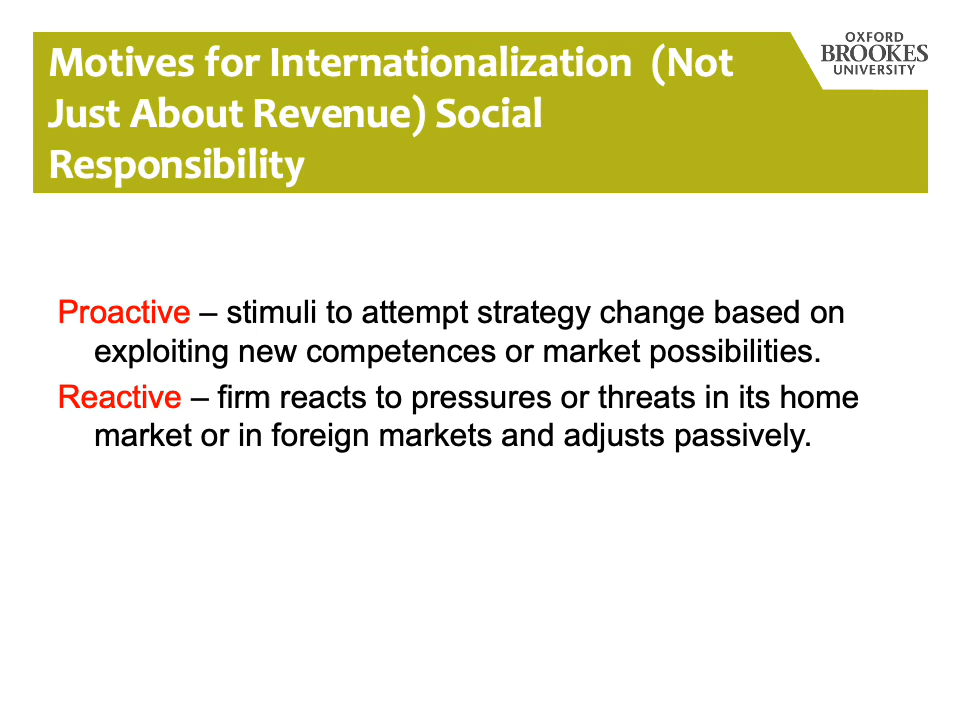 Motives for Internationalization  (Not
Just About Revenue) Social
Responsibility
OXFORD
BROOKES
UNIVERSITY
Proactive – stimuli to attempt strategy change based on
exploiting new competences or market possibilities.
Reactive – firm reacts to pressures or threats in its home
market or in foreign markets and adjusts passively.